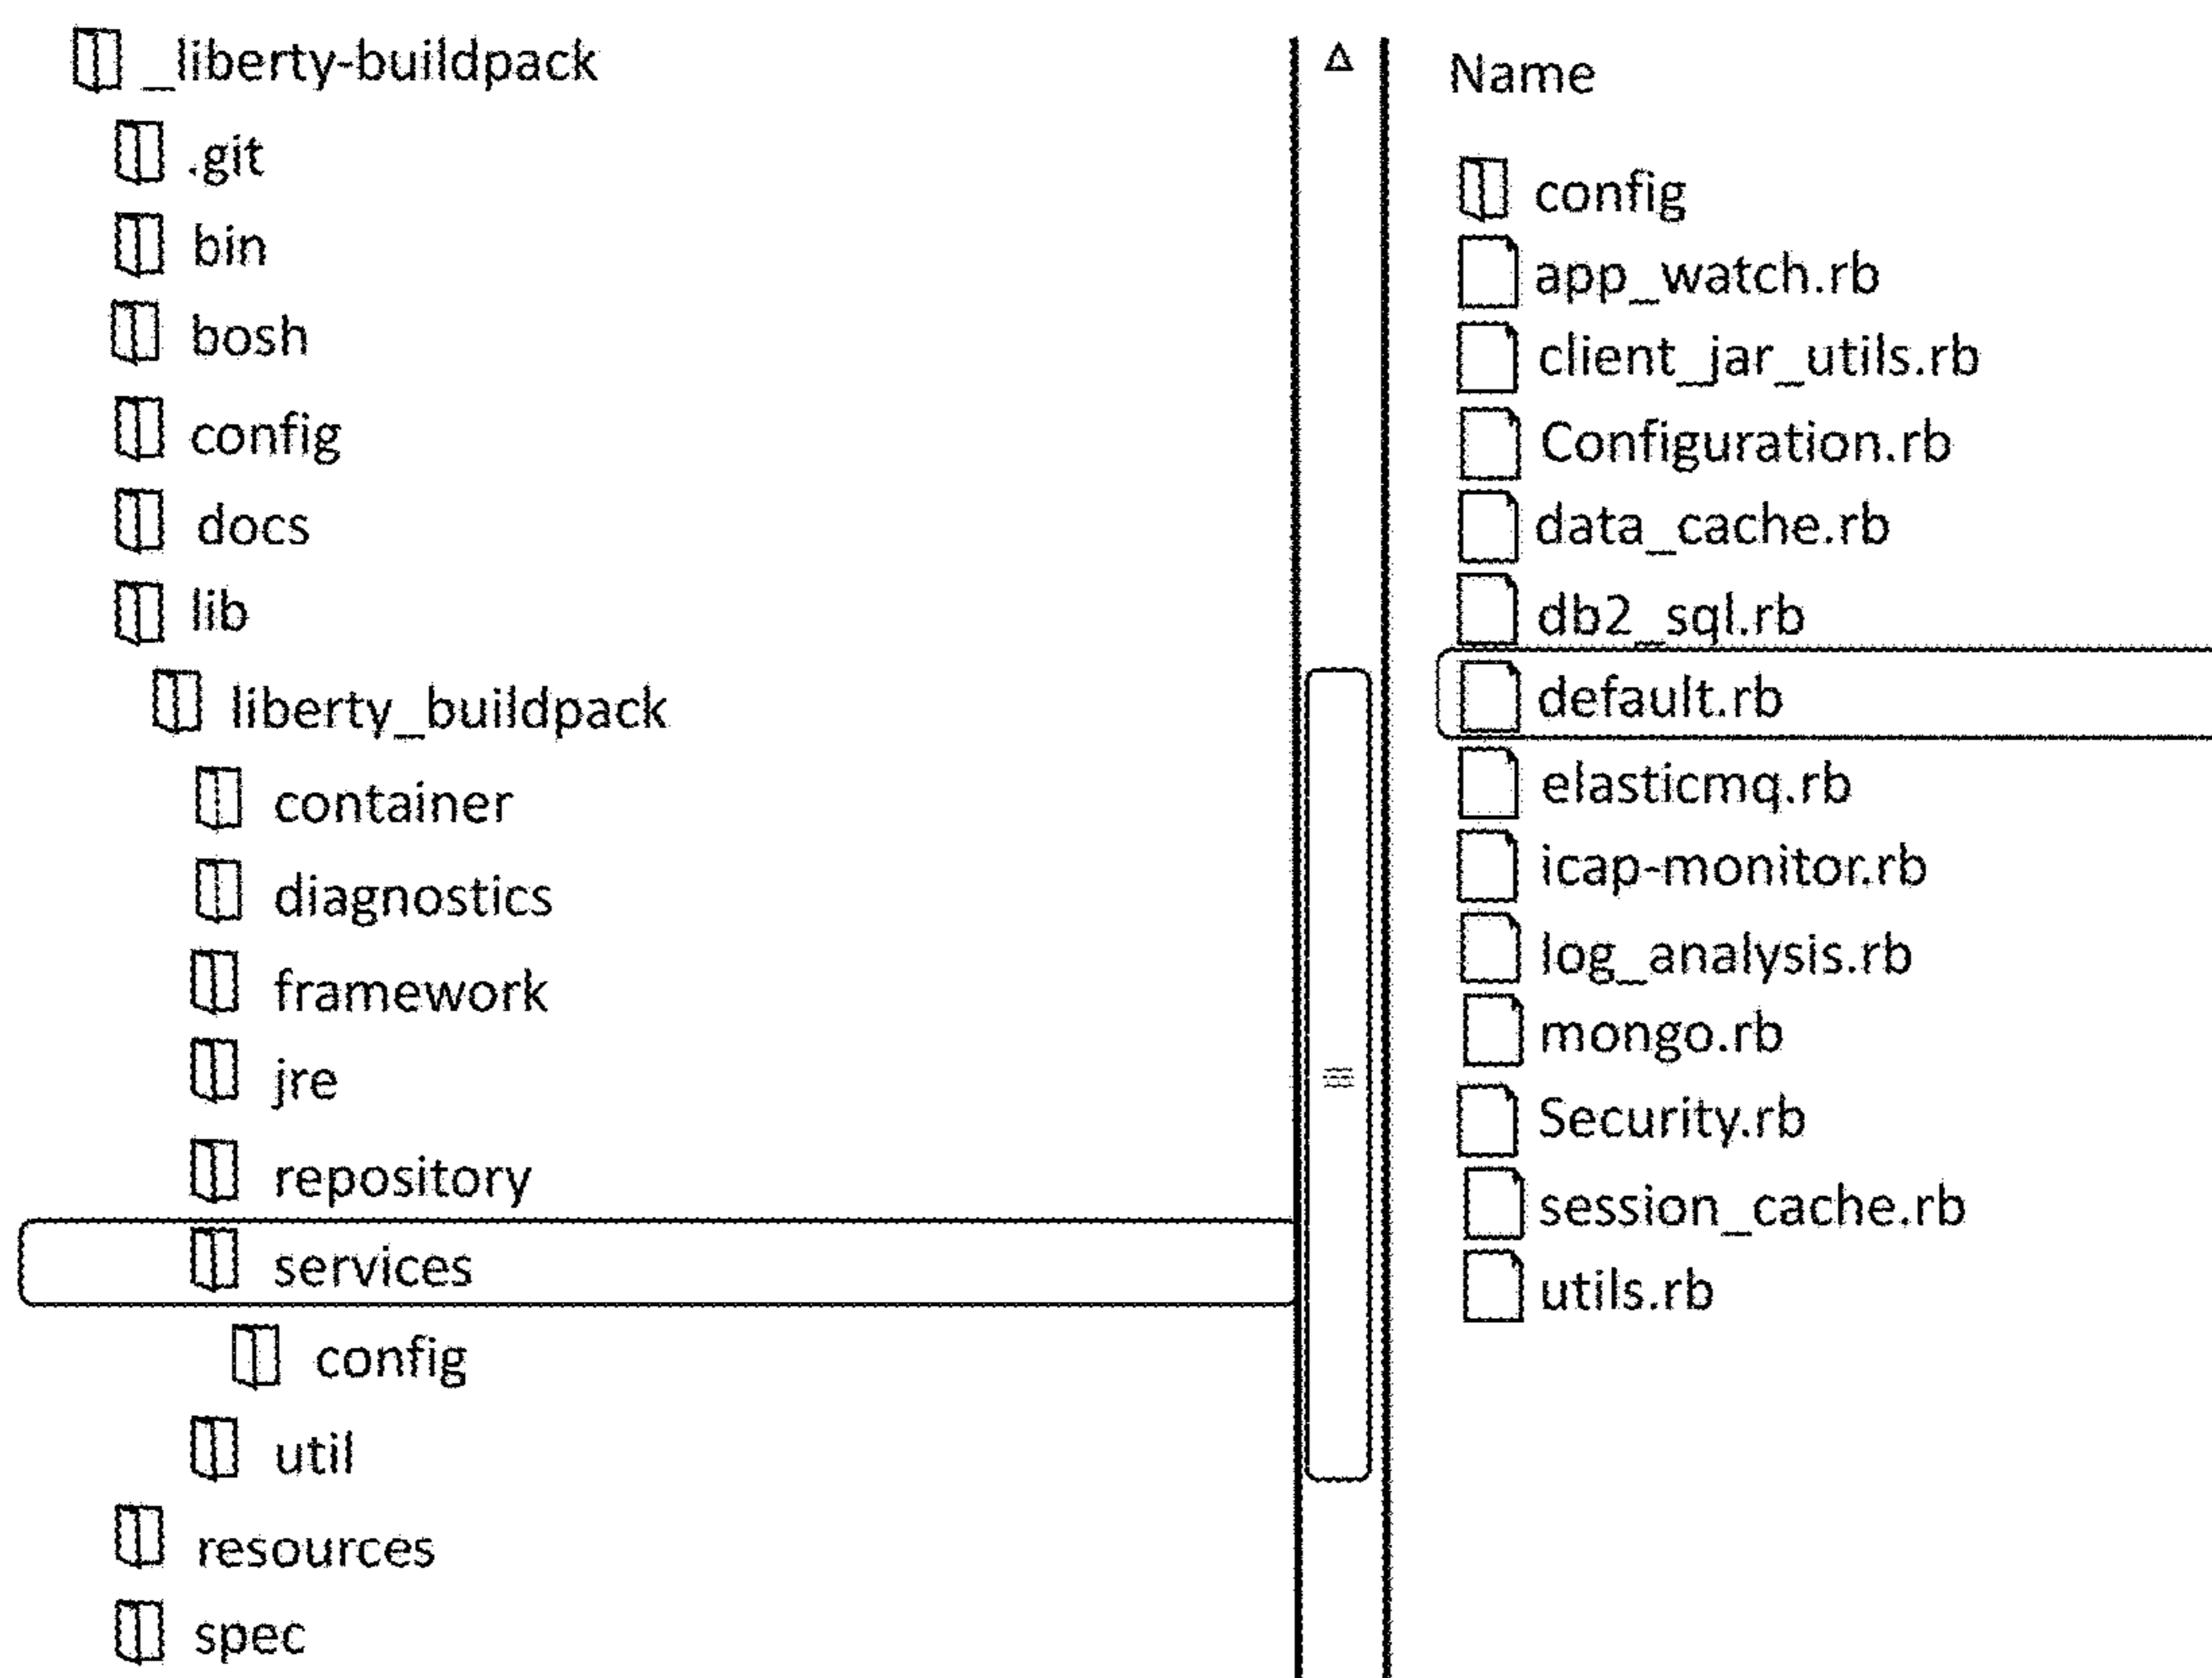 _liberty-buildpack
.git
bin
bosh
config
docs
lib
liberty_buildpack
container
diagnostics
framework
jre
repository
services
config
util
resources
spec
Name
config
app_watch.rb
client_jar_utils.rb
Configuration.rb
data_cache.rb
db2_sql.rb
default.rb
elasticmq.rb
icap-monitor.rb
log_analysis.rb
mongo.rb
Security.rb
session_cache.rb
utils.rb